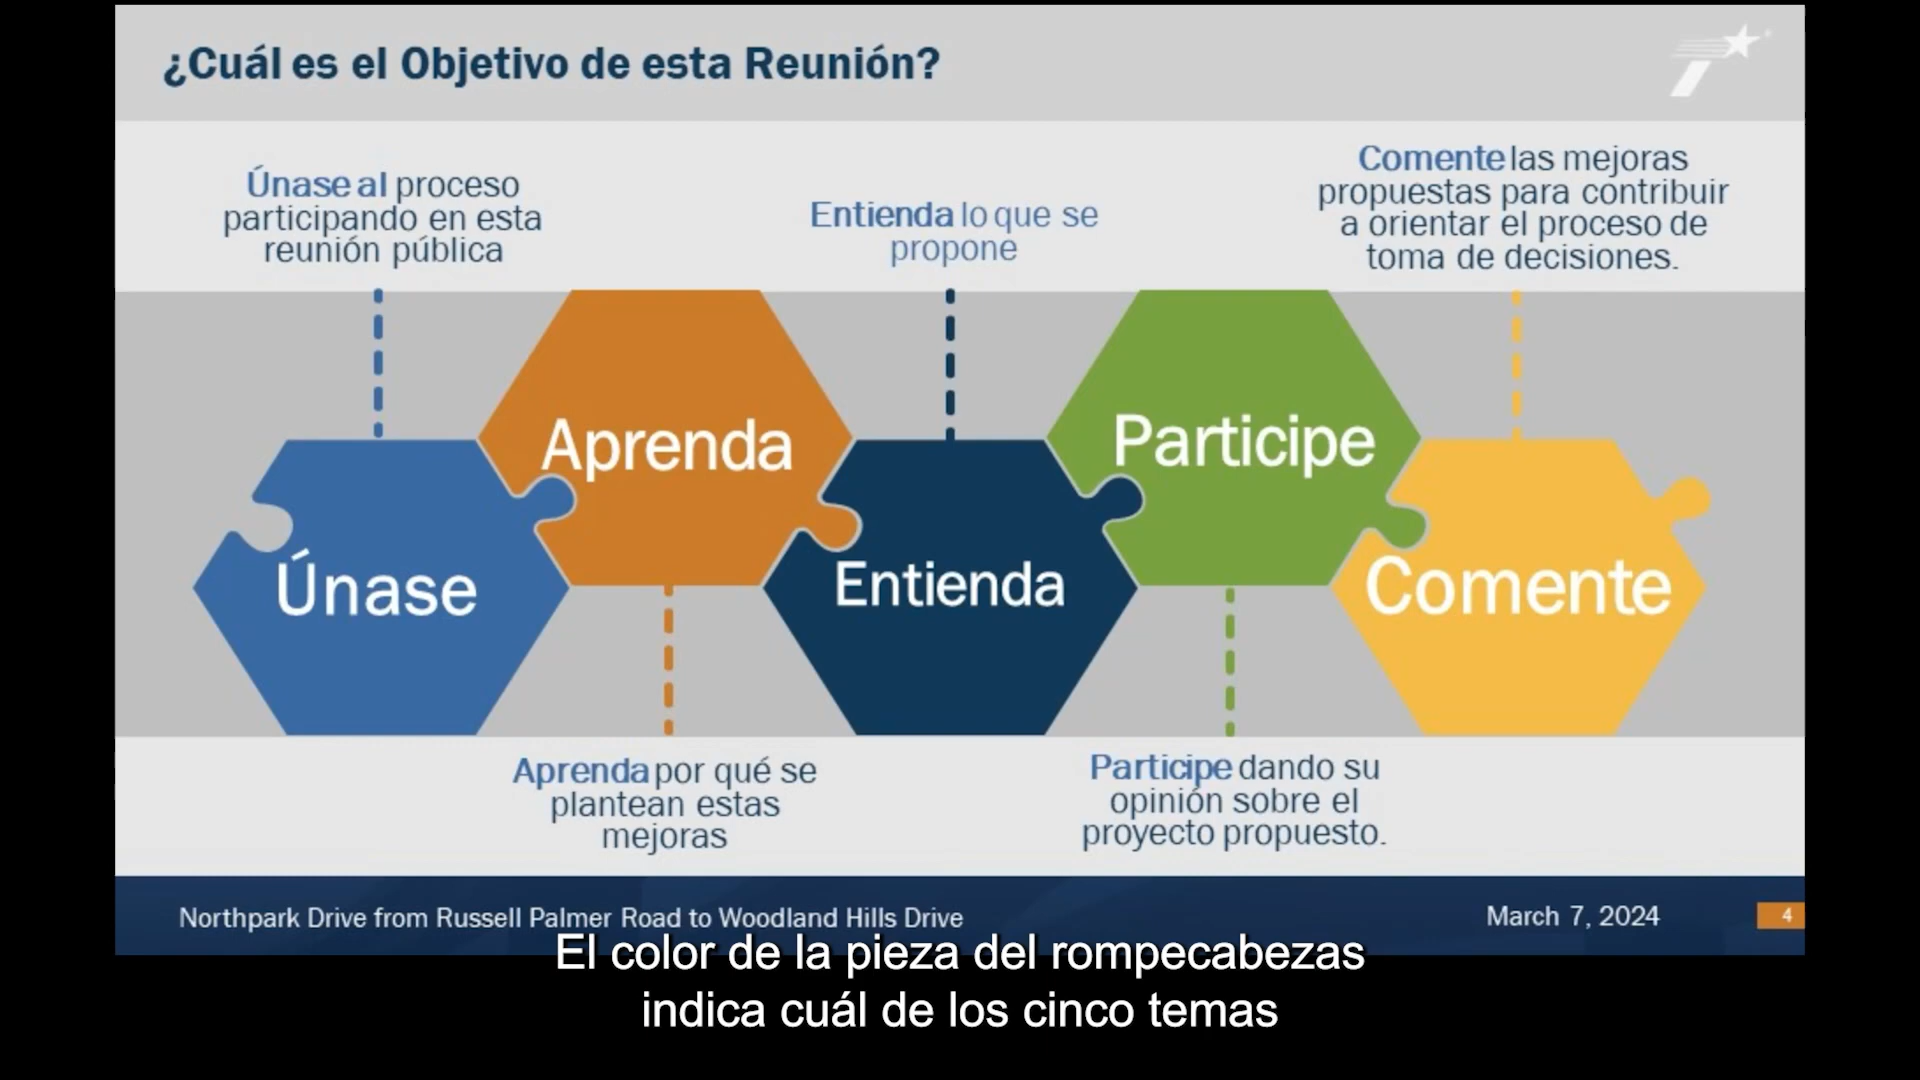 ¿Cuál es el Objetivo de esta Reunión?
Únase al proceso
participando en esta
reunión pública
Entienda lo que se
propone
Comente las mejoras
propuestas para contribuir
a orientar el proceso de
toma de decisiones.
Únase
Aprenda
Entienda
Participe
Comente
Aprenda por qué se
plantean estas
mejoras
Participe dando su
opinión sobre el
proyecto propuesto.
Northpark Drive from Russell Palmer Road to Woodland Hills Drive
March 7, 2024
4
El color de la pieza del rompecabezas
indica cuál de los cinco temas